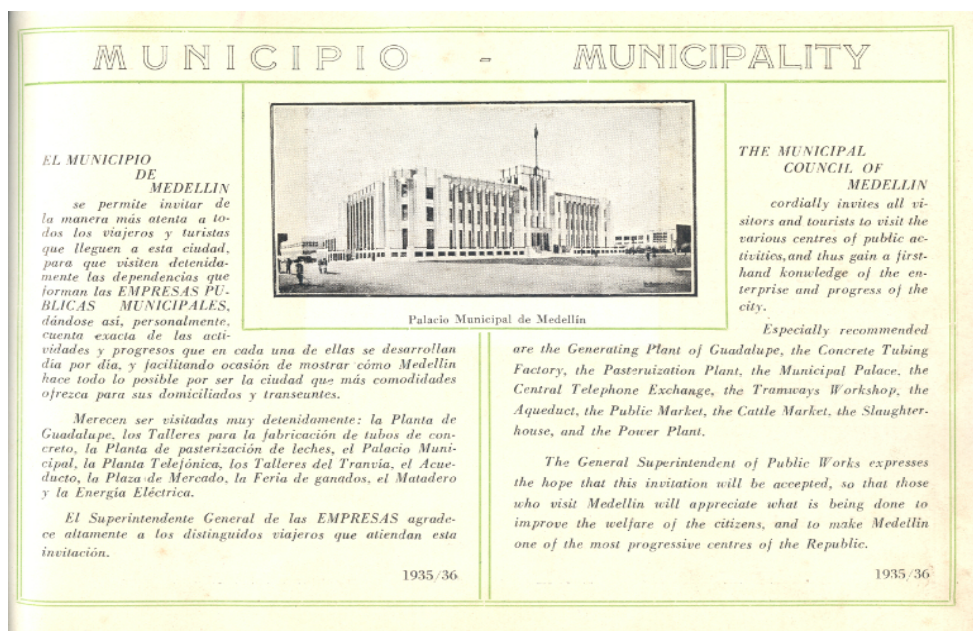 MUNICIPIO - MUNICIPALITY
EL MUNICIPIO
DE
MEDELLIN
se permite invitar de
la manera más atenta a to-
dos los viajeros y turistas
que lleguen a esta ciudad,
para que visiten detenida-
mente las dependencias que
forman las EMPRESAS PU-
BLICAS MUNICIPALES,
dándose así, personalmente,
cuenta exacta de las acti-
vidades y progresos que en cada una de ellas se desarrollan
día por día, y facilitando ocasión de mostrar cómo Medellín
hace todo lo posible por ser la ciudad que más comodidades
ofrezca para sus domiciliados y transeuntes.
Merecen ser visitadas muy detenidamente: la Planta de
Guadalupe, los Talleres para la fabricación de tubos de con-
creto, la Planta de pasterización de leches, el Palacio Muni-
cipal, la Planta Telefónica, los Talleres del Tranvía, el Acue-
ducto, la Plaza de Mercado, la Feria de ganados, el Matadero
y la Energía Eléctrica.
El Superintendente General de las EMPRESAS agrade-
ce altamente a los distinguidos viajeros que atiendan esta
invitación.
1935/36
Palacio Municipal de Medellín
THE MUNICIPAL
COUNCIL OF
MEDELLIN
cordially invites all vi-
sitors and tourists to visit the
various centres of public ac-
tivities, and thus gain a first-
hand konwledge of the en-
terprise and progress of the
city.
Especially recommended
are the Generating Plant of Guadalupe, the Concrete Tubing
Factory, the Pasteruization Plant, the Municipal Palace, the
Central Telephone Exchange, the Tramways Workshop, the
Aqueduct, the Public Market, the Cattle Market, the Slaughter-
house, and the Power Plant.
The General Superintendent of Public Works expresses
the hope that this invitation will be accepted, so that those
who visit Medellin will appreciate what is being done to
improve the welfare of the citizens, and to make Medellin
one of the most progressive centres of the Republic.
1935/36